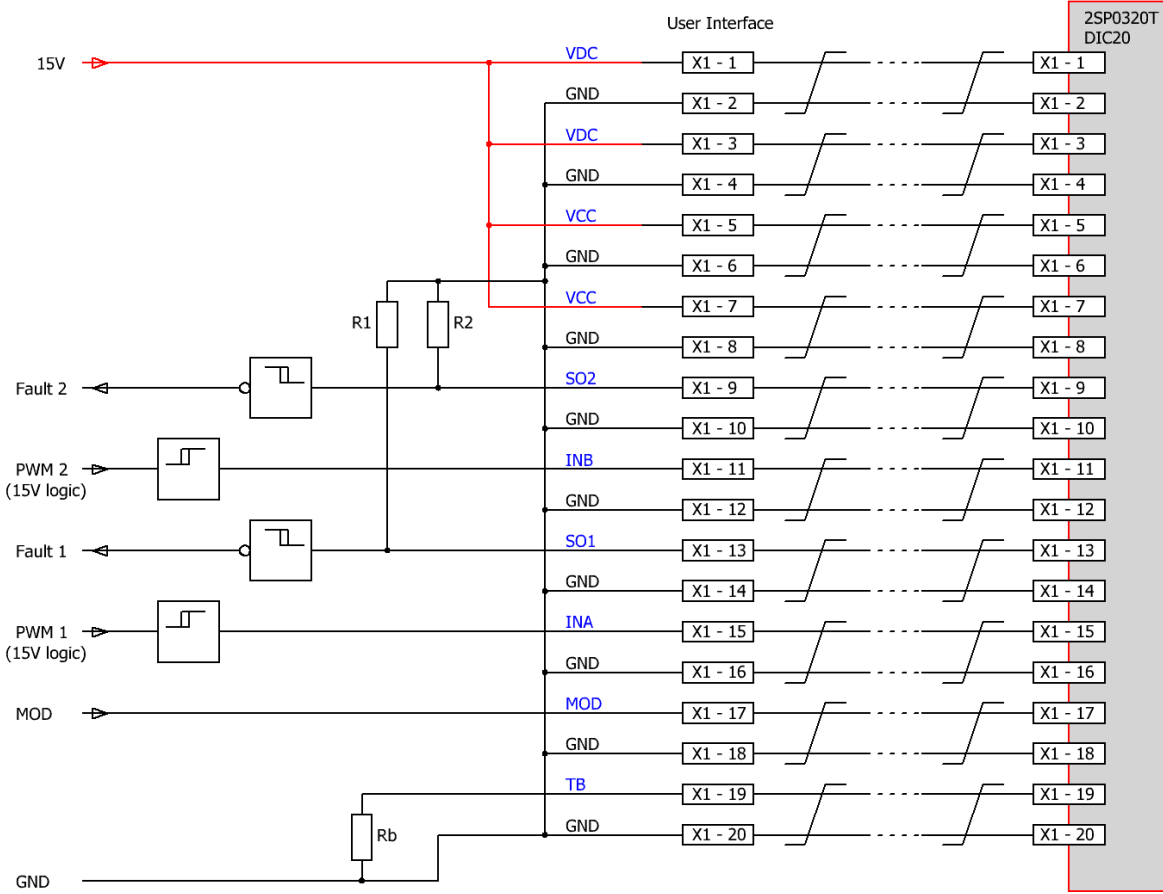 User Interface
2SP0320T
DIC20
15V
VDC
X1 - 1
X1 - 1
GND
X1 - 2
X1 - 2
VDC
X1 - 3
X1 - 3
GND
X1 - 4
X1 - 4
VCC
X1 - 5
X1 - 5
GND
X1 - 6
X1 - 6
VCC
X1 - 7
X1 - 7
R1
R2
GND
X1 - 8
X1 - 8
Fault 2
SO2
X1 - 9
X1 - 9
GND
X1 - 10
X1 - 10
PWM 2
(15V logic)
INB
X1 - 11
X1 - 11
GND
X1 - 12
X1 - 12
Fault 1
SO1
X1 - 13
X1 - 13
GND
X1 - 14
X1 - 14
PWM 1
(15V logic)
INA
X1 - 15
X1 - 15
GND
X1 - 16
X1 - 16
MOD
MOD
X1 - 17
X1 - 17
GND
X1 - 18
X1 - 18
TB
X1 - 19
X1 - 19
Rb
GND
X1 - 20
X1 - 20
GND